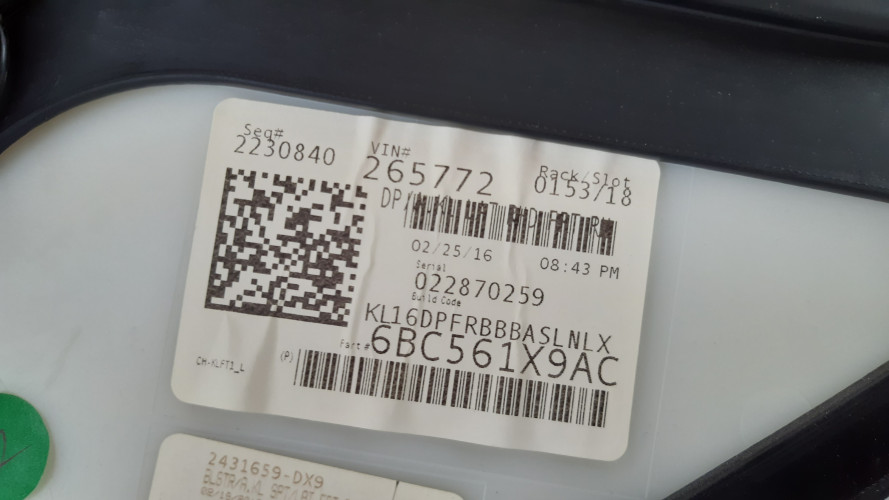 Seq#
2230840
VIN#
265772
Rack/Slot
0153/18
DP
02/25/16 08:43 PM
Serial
022870259
Build Code
KL16DPFRBBBASLNLX
Part #
6BC561X9AC
(P)
CH-KLFT1_L
2431659-DX9